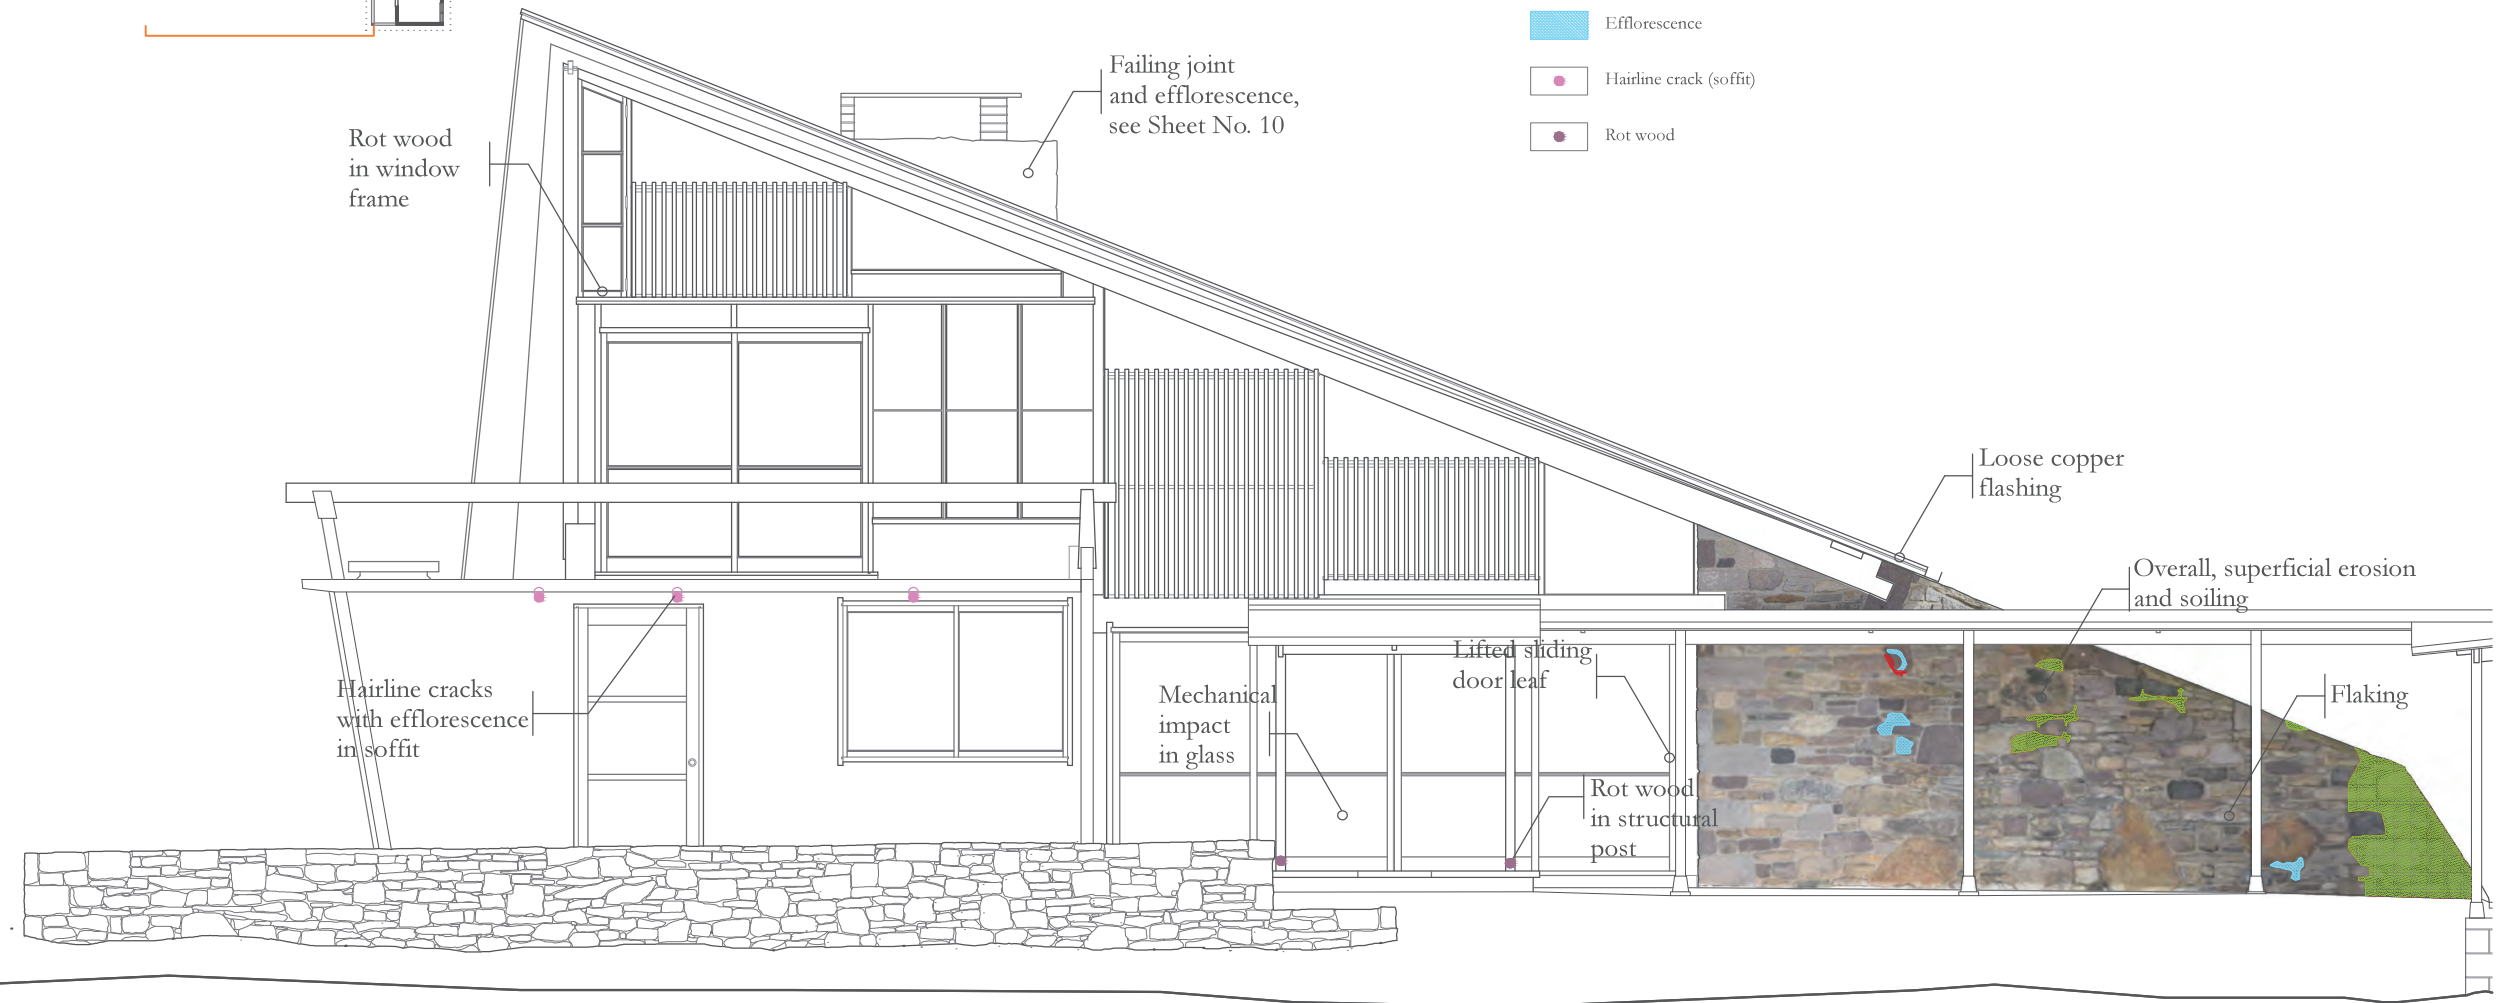 Efflorescence
Hairline crack (soffit)
Rot wood
Failing joint
and efflorescence,
see Sheet No. 10
Rot wood
in window
frame
Loose copper
flashing
Overall, superficial erosion
and soiling
Lifted sliding
door leaf
Hairline cracks
with efflorescence
in soffit
Mechanical
impact
in glass
Flaking
Rot wood
in structural
post